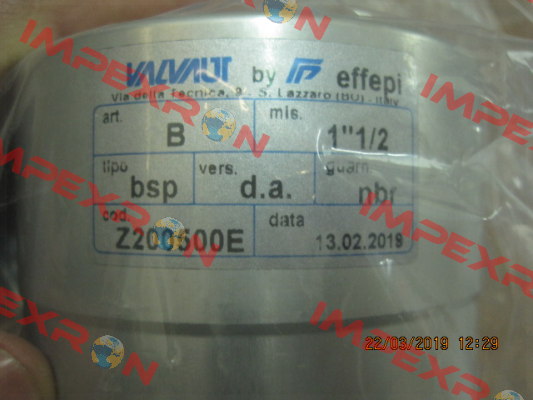 VALVAUT by FP effepi
Via della Tecnica, S. Lazzaro (BO) - Italy
art. B mis. 1"1/2
tipo bsp vers. d.a. guarn nbr
cod. Z200500E data 13.02.2019
22/03/2019 12:29
IMPEXRON
IMPEXRON
IMPEXRON
IMPEXRON
IMPEXRON